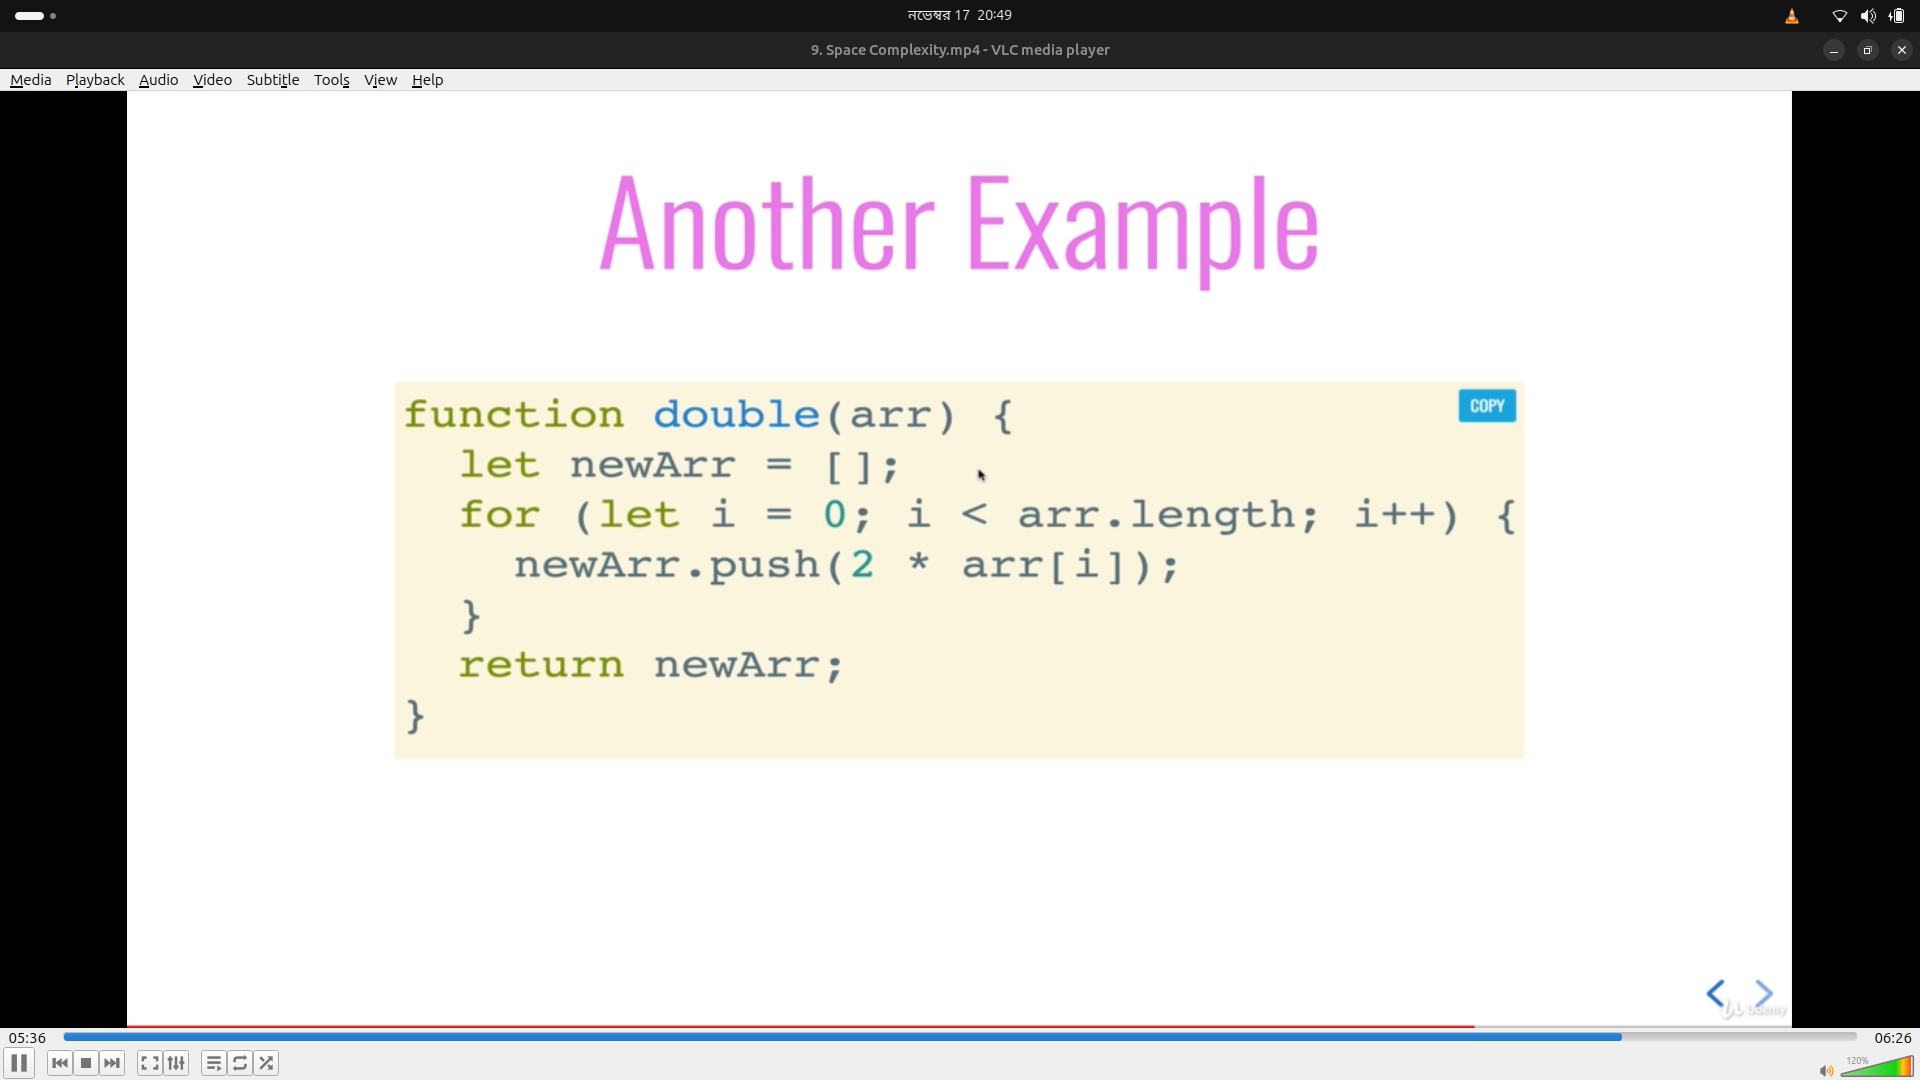 নভেম্বর 17 20:49
9. Space Complexity.mp4 - VLC media player
Media Playback Audio Video Subtitle Tools View Help
Another Example
COPY
function double(arr) {
  let newArr = [];
  for (let i = 0; i < arr.length; i++) {
    newArr.push(2 * arr[i]);
  }
  return newArr;
}
Udemy
05:36 06:26
120%